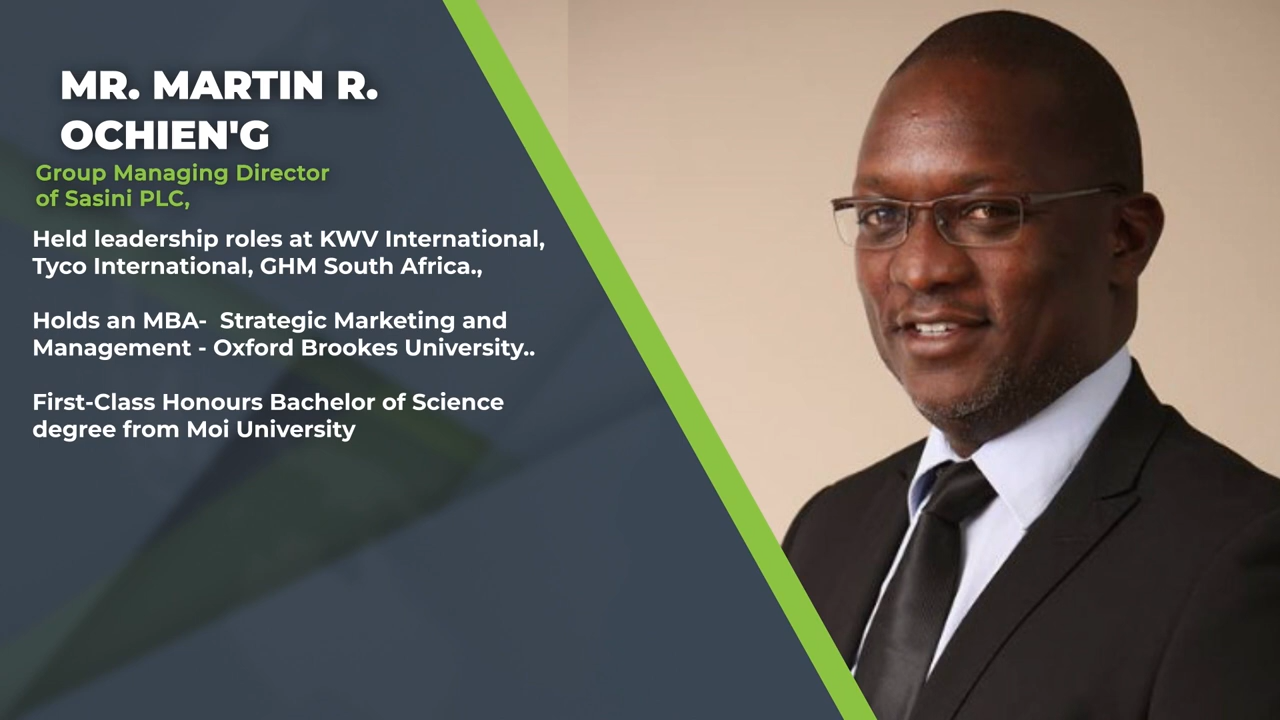 MR. MARTIN R.
OCHIEN'G
Group Managing Director
of Sasini PLC,
Held leadership roles at KWV International,
Tyco International, GHM South Africa.,
Holds an MBA-  Strategic Marketing and
Management - Oxford Brookes University..
First-Class Honours Bachelor of Science
degree from Moi University